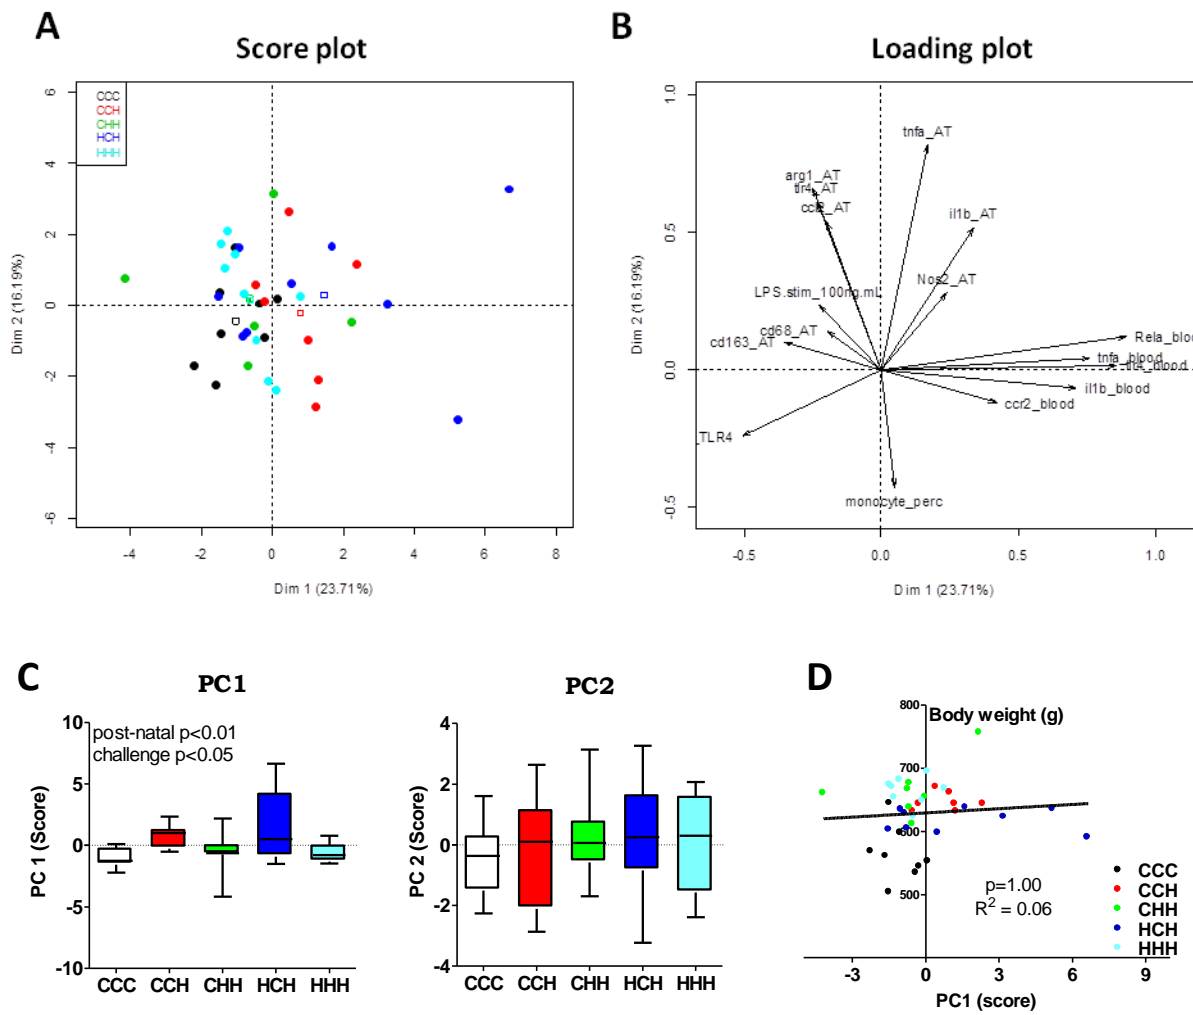 A
Score plot
6
4
2
0
-2
-4
-6
Dim 2 (16.19%)
CCC
CCH
CHH
HCH
HHH
-4
-2
0
2
4
6
8
Dim 1 (23.71%)
B
Loading plot
1.0
0.5
0.0
-0.5
Dim 2 (16.19%)
tnfa_AT
arg1_AT
tlr4_AT
_AT
il1b_AT
Nos2_AT
LPS.stim_100ng.mL
cd68_AT
cd163_AT
Rela_bloo
tnfa_blood
tlr4_blood
il1b_blood
ccr2_blood
_TLR4
monocyte_perc
-0.5
0.0
0.5
1.0
Dim 1 (23.71%)
C
PC1
post-natal p<0.01
challenge p<0.05
10
5
0
-5
-10
PC 1 (Score)
CCC CCH CHH HCH HHH
PC2
4
2
0
-2
-4
PC 2 (Score)
CCC CCH CHH HCH HHH
D
Body weight (g)
800
700
600
500
p=1.00
R² = 0.06
CCC
CCH
CHH
HCH
HHH
-3 0 3 6 9
PC1 (score)